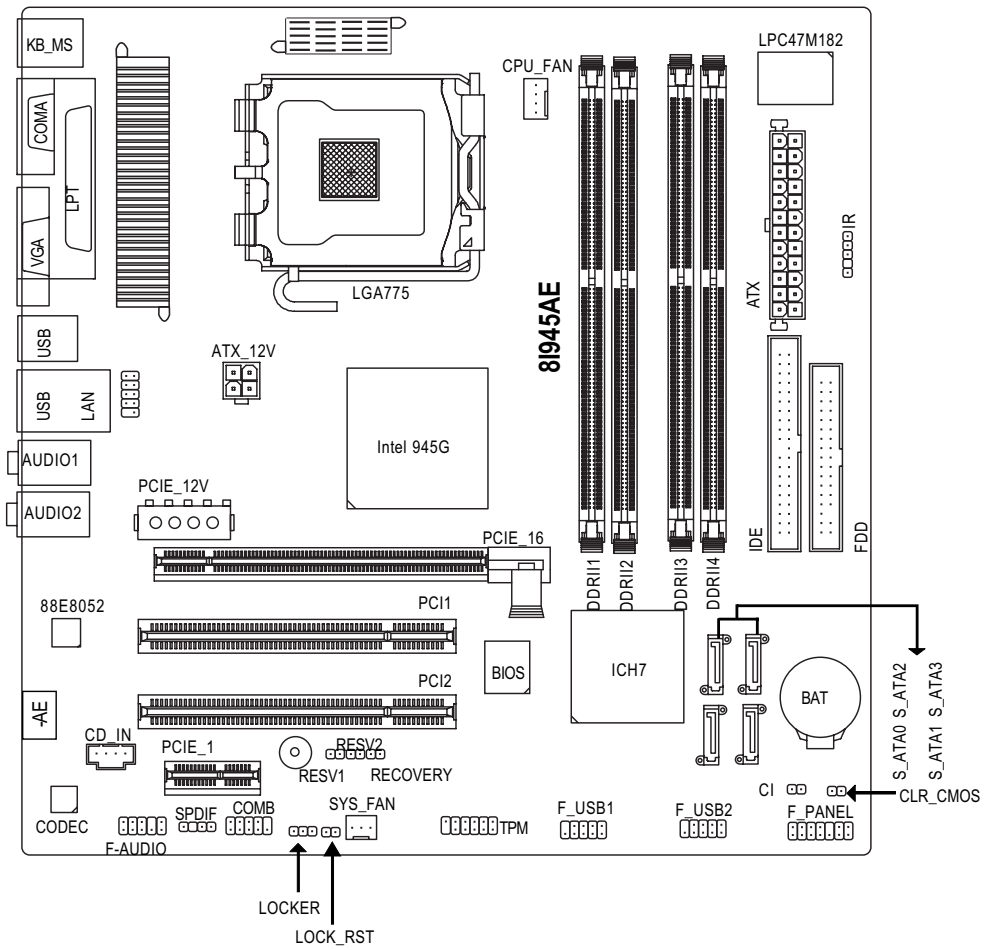 KB_MS
CPU_FAN
LPC47M182
COMA
LPT
VGA
LGA775
IR
ATX
8I945AE
USB
ATX_12V
USB
LAN
Intel 945G
AUDIO1
PCIE_12V
AUDIO2
PCIE_16
IDE
FDD
DDRII1
DDRII2
DDRII3
DDRII4
88E8052
PCI1
BIOS
ICH7
BAT
PCI2
S_ATA0 S_ATA2
S_ATA1 S_ATA3
-AE
CD_IN
PCIE_1
RESV2
RESV1
RECOVERY
CI
CLR_CMOS
CODEC
SPDIF
COMB
SYS_FAN
TPM
F_USB1
F_USB2
F_PANEL
F-AUDIO
LOCKER
LOCK_RST